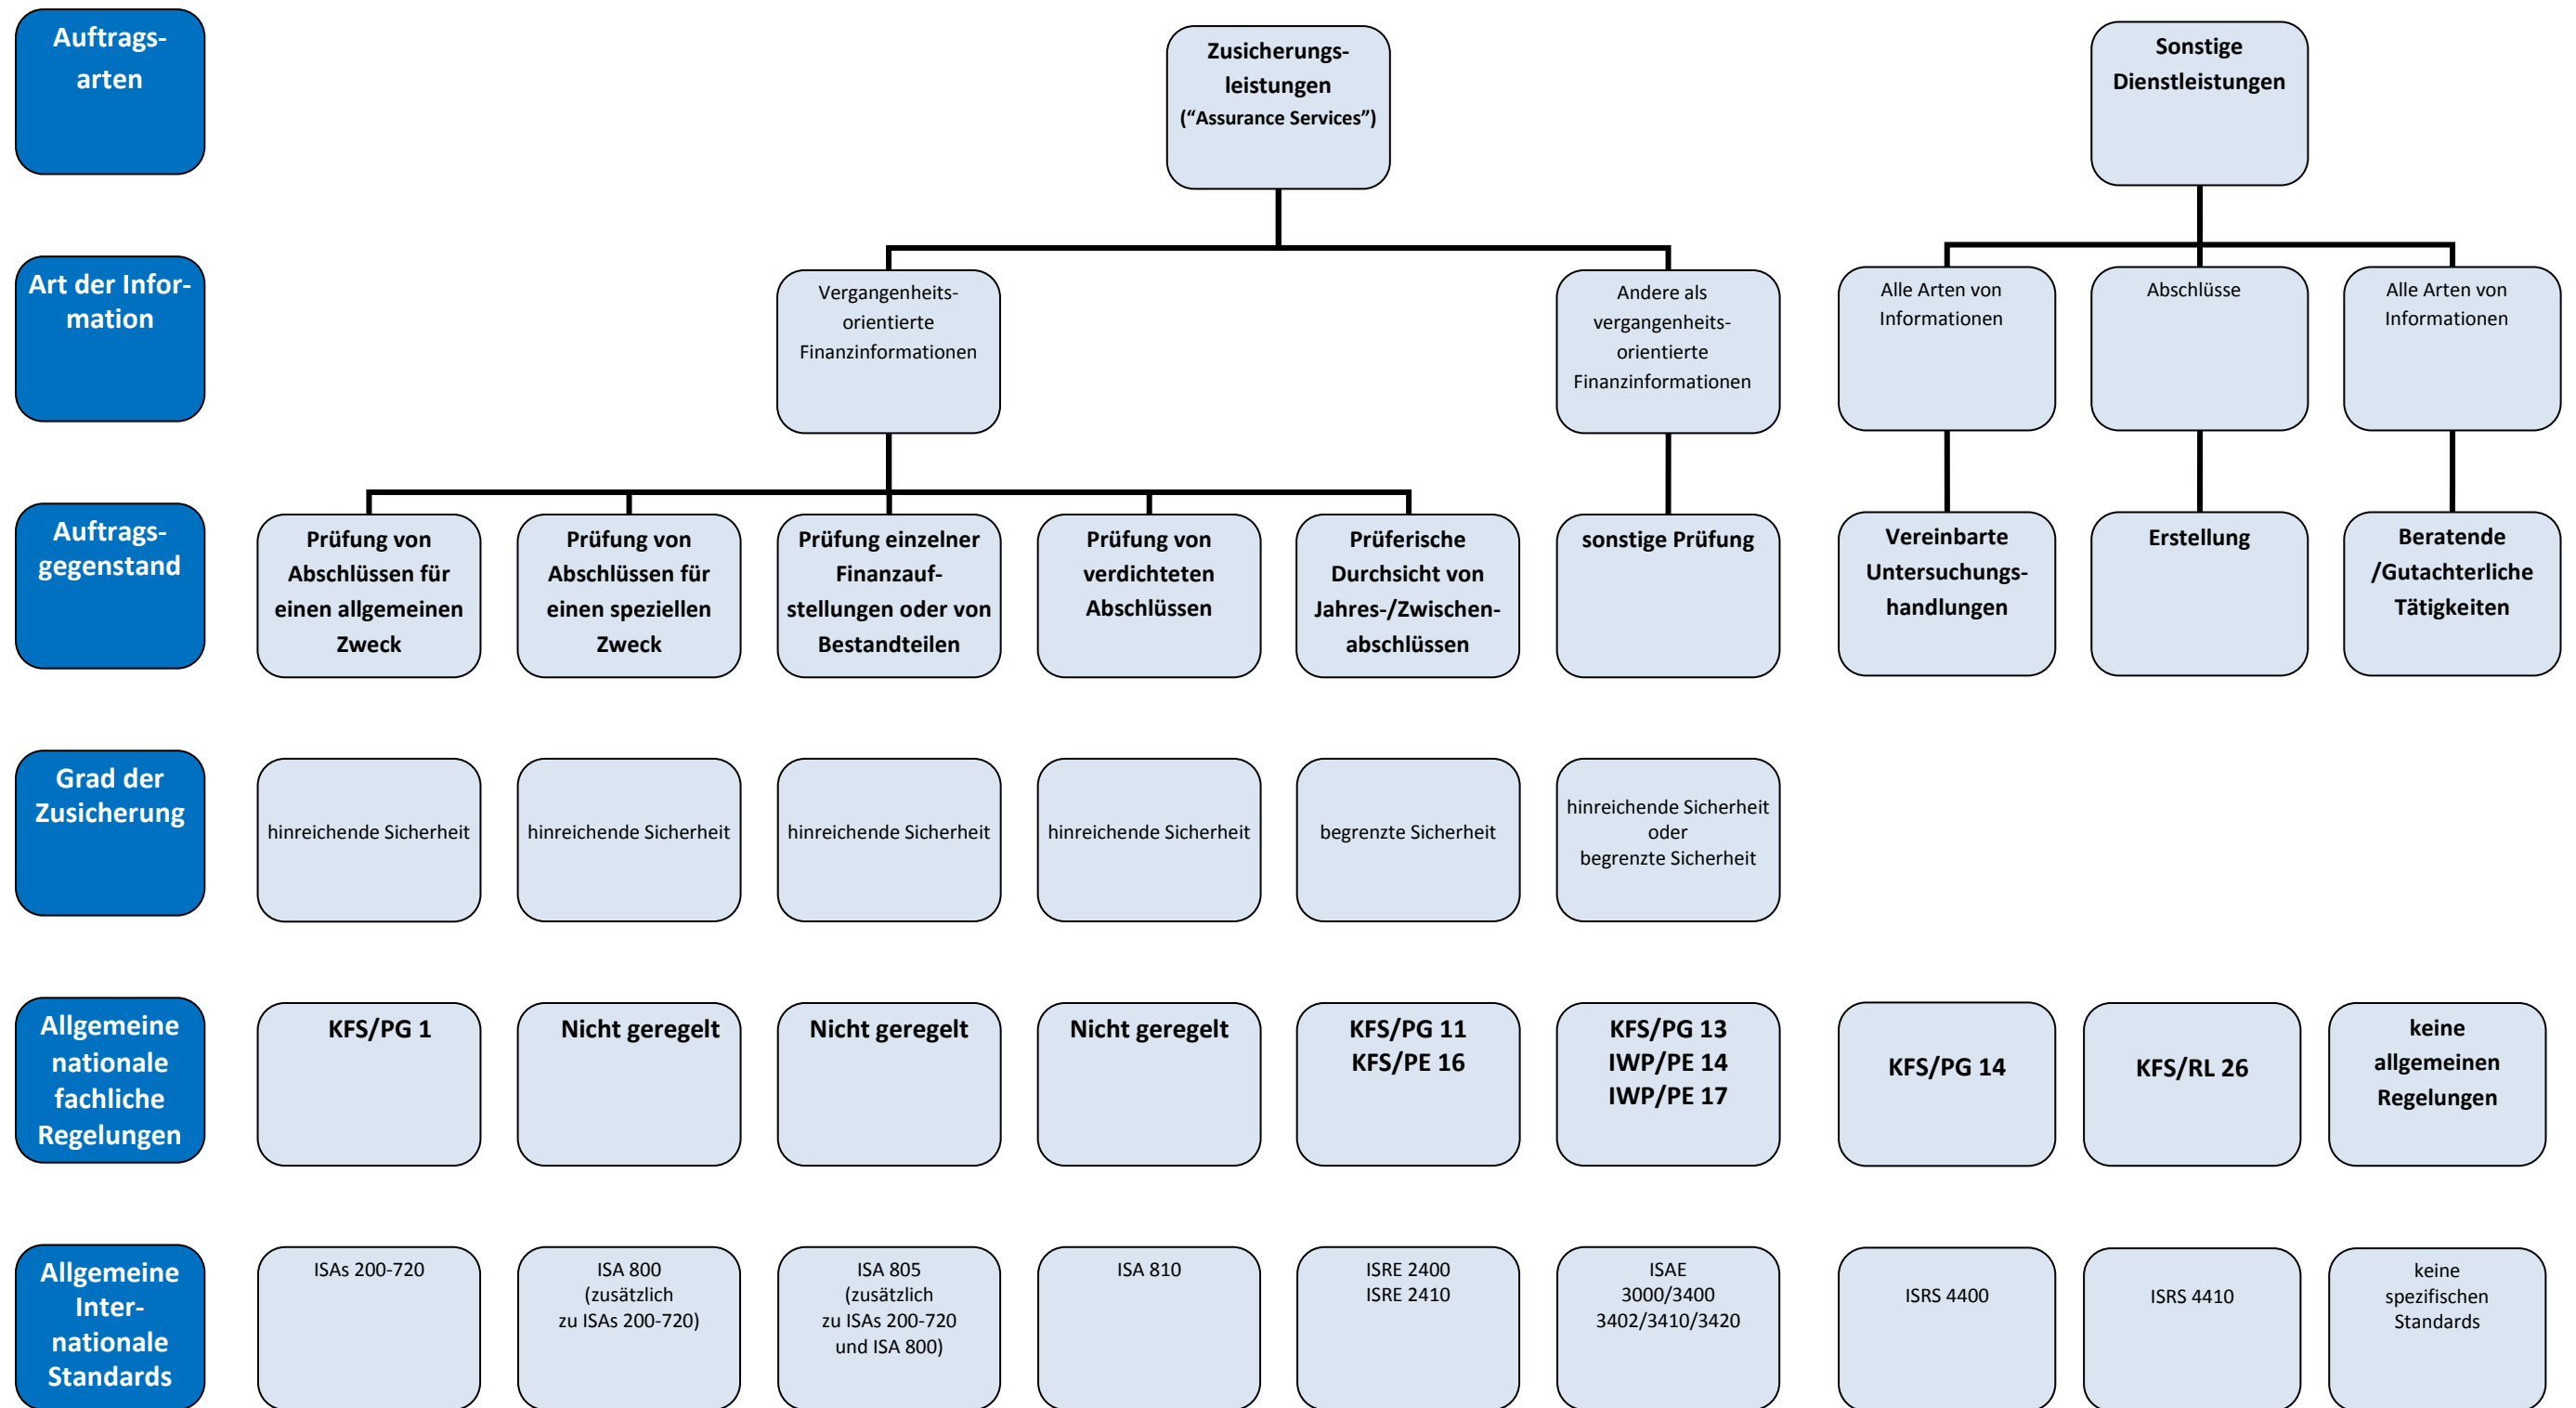 Auftrags-
arten
Zusicherungs-
leistungen
(“Assurance Services”)
Sonstige
Dienstleistungen
Art der Infor-
mation
Vergangenheits-
orientierte
Finanzinformationen
Andere als
vergangenheits-
orientierte
Finanzinformationen
Alle Arten von
Informationen
Abschlüsse
Alle Arten von
Informationen
Auftrags-
gegenstand
Prüfung von
Abschlüssen für
einen allgemeinen
Zweck
Prüfung von
Abschlüssen für
einen speziellen
Zweck
Prüfung einzelner
Finanzauf-
stellungen oder von
Bestandteilen
Prüfung von
verdichteten
Abschlüssen
Prüferische
Durchsicht von
Jahres-/Zwischen-
abschlüssen
sonstige Prüfung
Vereinbarte
Untersuchungs-
handlungen
Erstellung
Beratende
/Gutachterliche
Tätigkeiten
Grad der
Zusicherung
hinreichende Sicherheit
hinreichende Sicherheit
hinreichende Sicherheit
hinreichende Sicherheit
begrenzte Sicherheit
hinreichende Sicherheit
oder
begrenzte Sicherheit
Allgemeine
nationale
fachliche
Regelungen
KFS/PG 1
Nicht geregelt
Nicht geregelt
Nicht geregelt
KFS/PG 11
KFS/PE 16
KFS/PG 13
IWP/PE 14
IWP/PE 17
KFS/PG 14
KFS/RL 26
keine
allgemeinen
Regelungen
Allgemeine
Inter-
nationale
Standards
ISAs 200-720
ISA 800
(zusätzlich
zu ISAs 200-720)
ISA 805
(zusätzlich
zu ISAs 200-720
und ISA 800)
ISA 810
ISRE 2400
ISRE 2410
ISAE
3000/3400
3402/3410/3420
ISRS 4400
ISRS 4410
keine
spezifischen
Standards